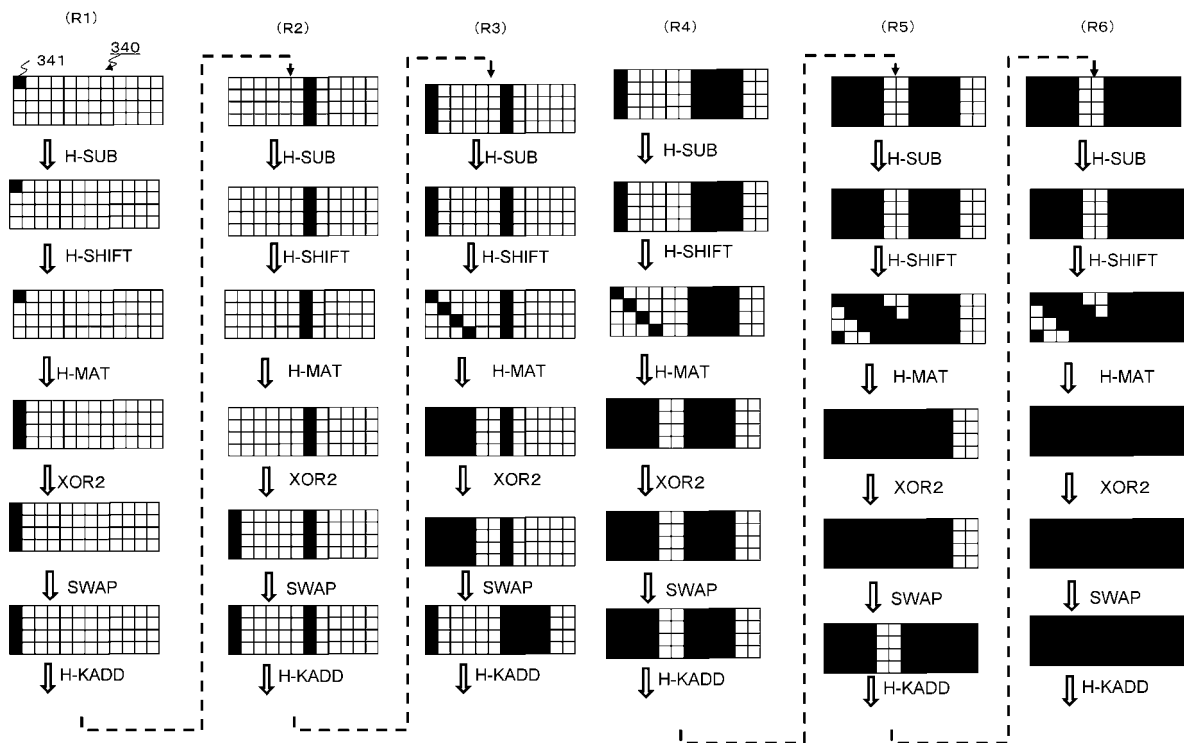 (R1) (R2) (R3) (R4) (R5) (R6)
341 340
H-SUB H-SUB H-SUB H-SUB H-SUB H-SUB
H-SHIFT H-SHIFT H-SHIFT H-SHIFT H-SHIFT H-SHIFT
H-MAT H-MAT H-MAT H-MAT H-MAT H-MAT
XOR2 XOR2 XOR2 XOR2 XOR2 XOR2
SWAP SWAP SWAP SWAP SWAP SWAP
H-KADD H-KADD H-KADD H-KADD H-KADD H-KADD